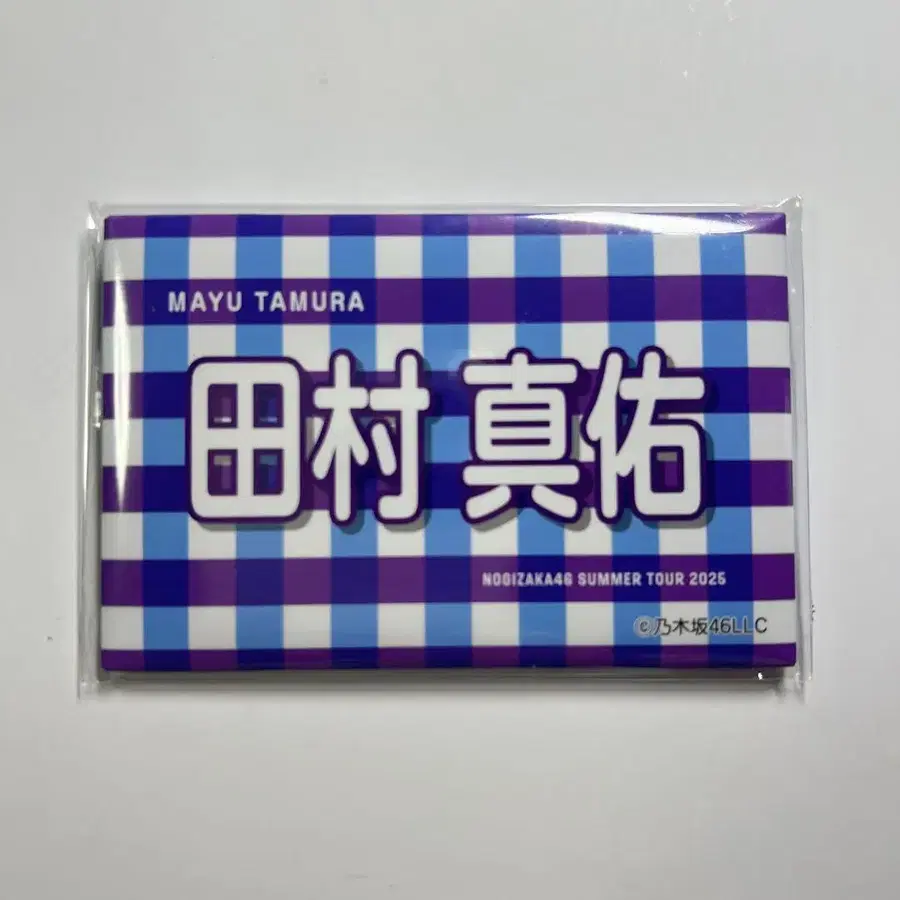 MAYU TAMURA
田村 真佑
NOGIZAKA46 SUMMER TOUR 2025
©乃木坂46LLC